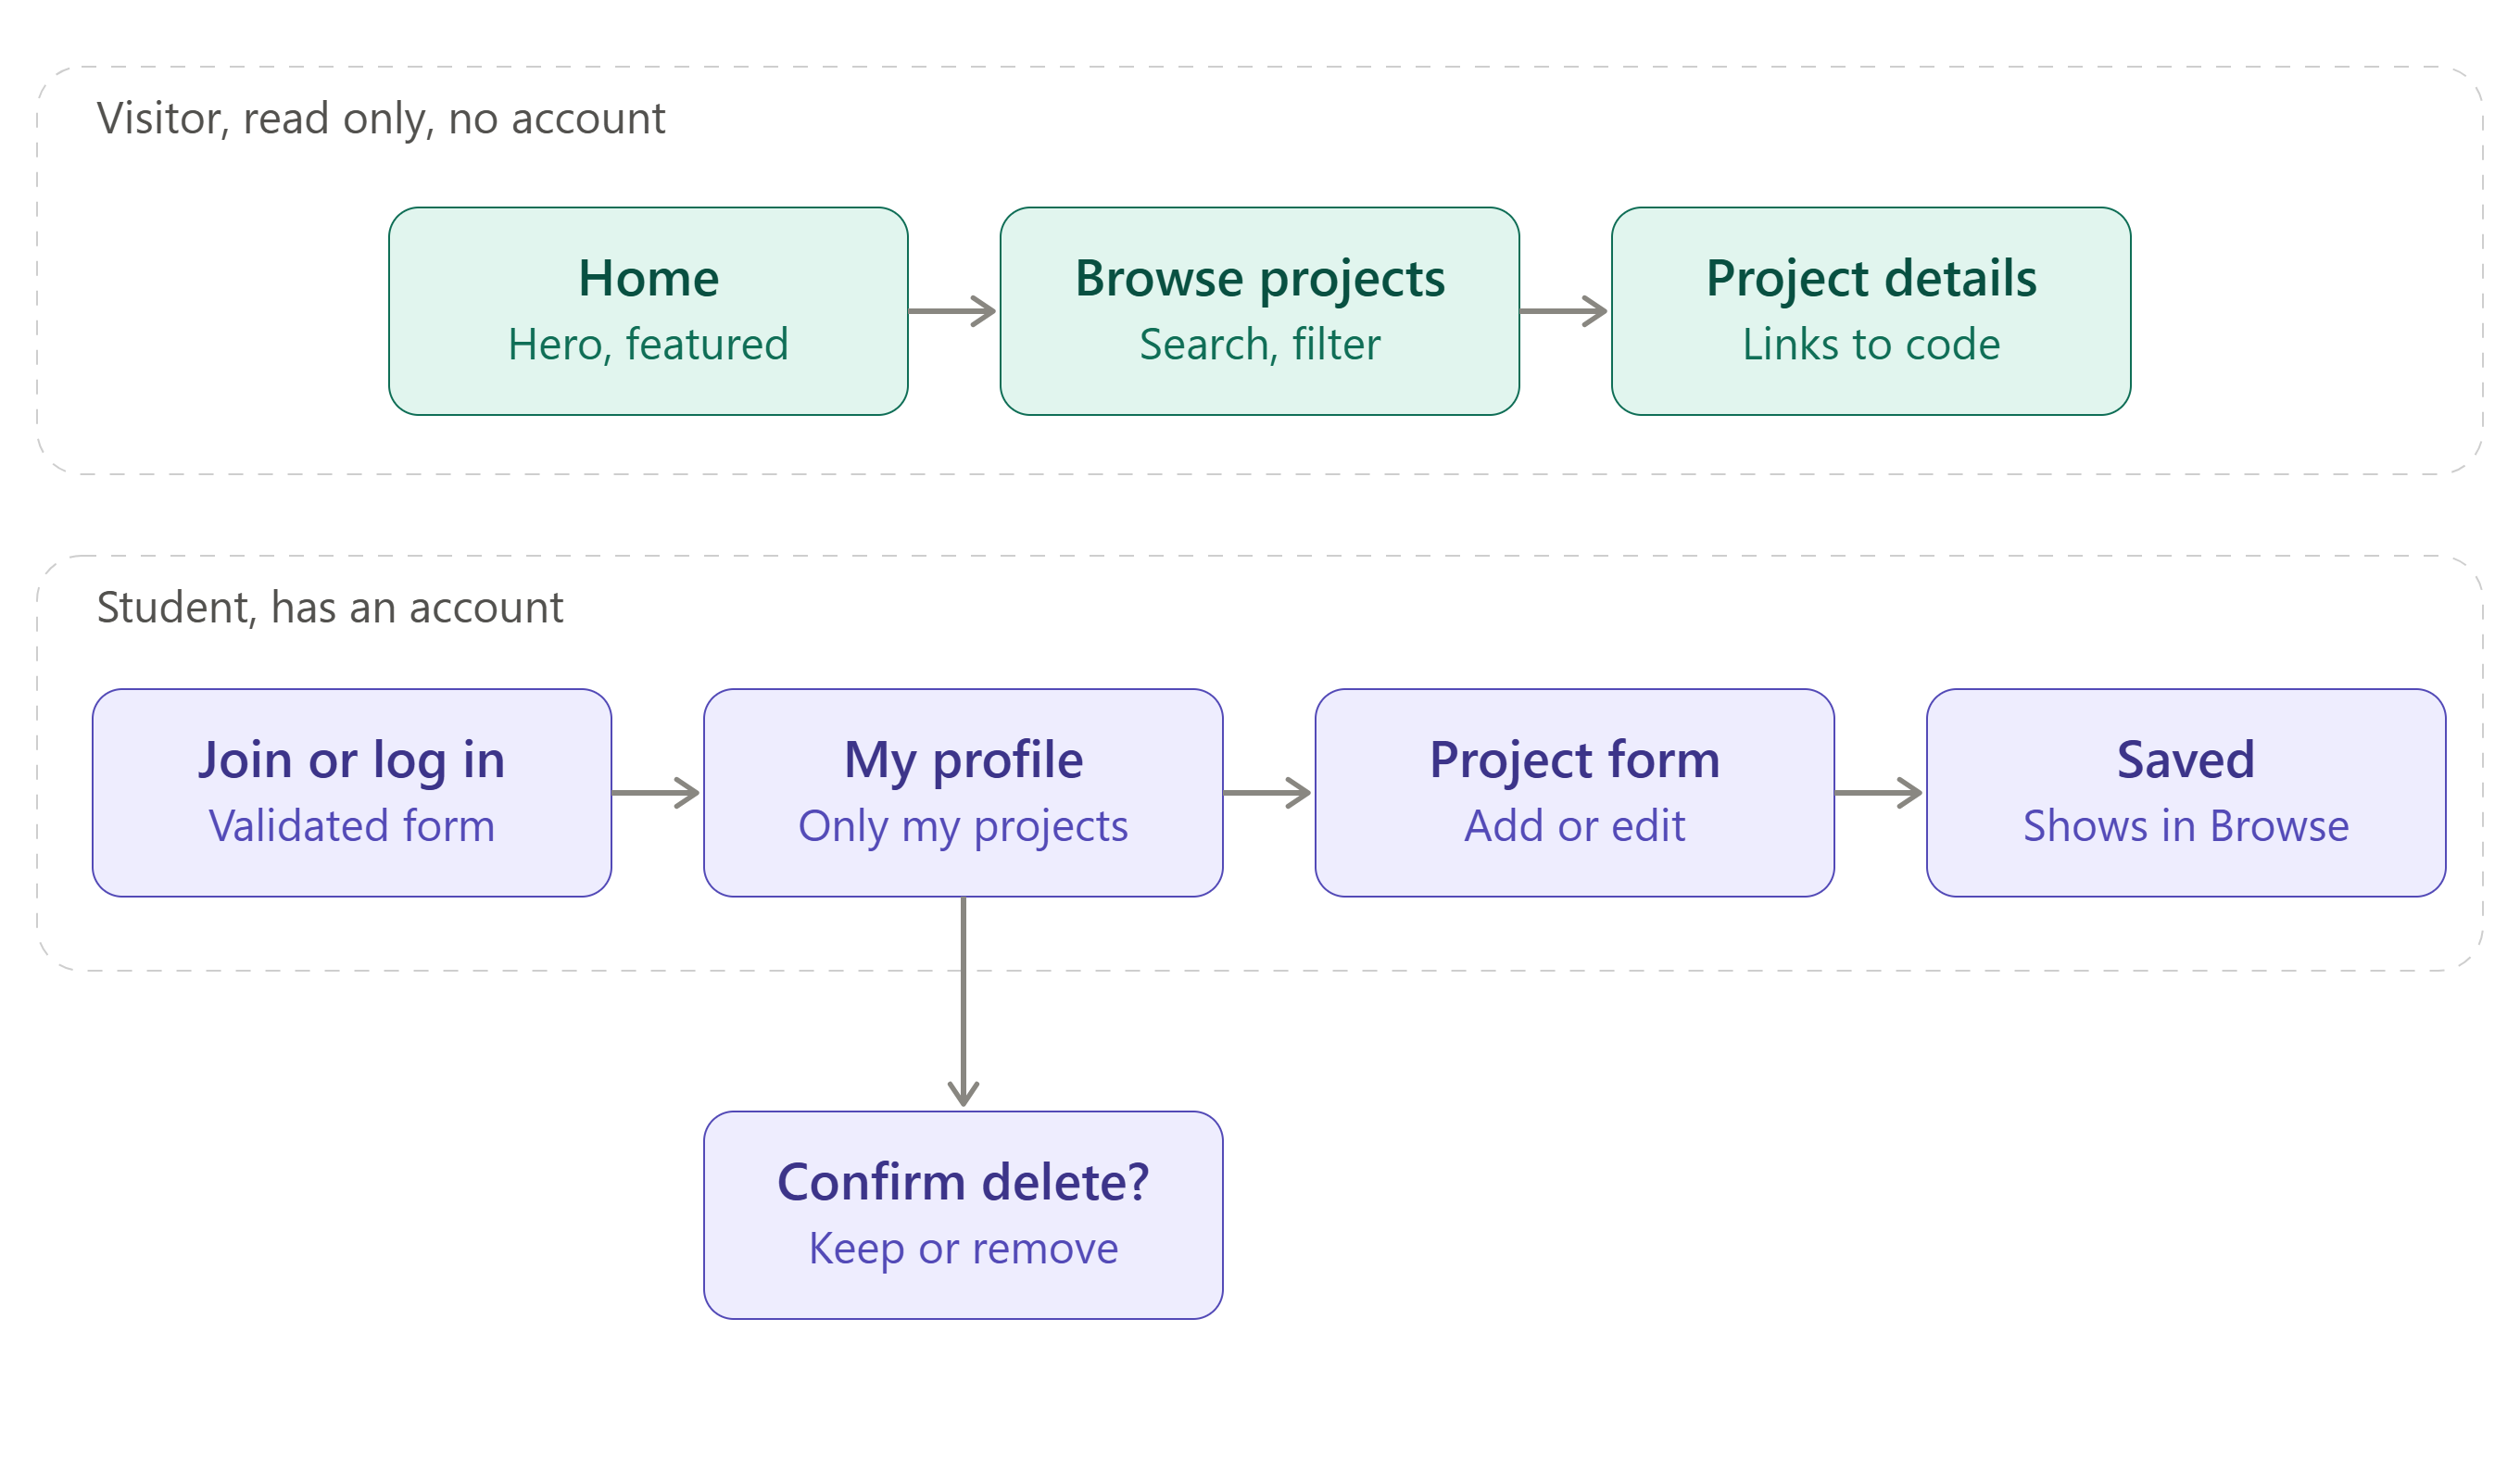 Visitor, read only, no account
Home
Hero, featured
Browse projects
Search, filter
Project details
Links to code
Student, has an account
Join or log in
Validated form
My profile
Only my projects
Project form
Add or edit
Saved
Shows in Browse
Confirm delete?
Keep or remove